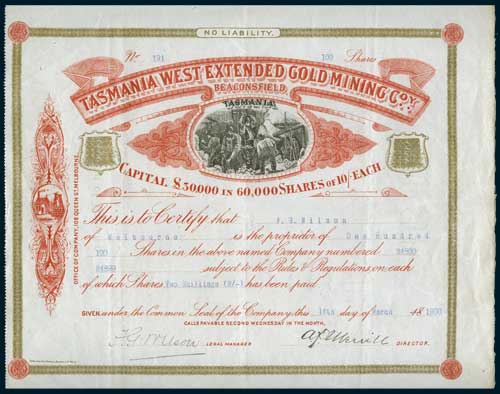 NO LIABILITY.
No 191 100 Shares
TASMANIA WEST EXTENDED GOLD MINING CoY.
BEACONSFIELD
TASMANIA
CAPITAL £30000 IN 60,000 SHARES OF 10/- EACH
OFFICE OF COMPANY, 108 QUEEN ST, MELBOURNE.
This is to Certify that F. G. Wilson
of Melbourne is the proprietor of One Hundred
100 Shares in the above named Company numbered
subject to the Rules & Regulations, on each
of which Shares Two Shillings (2/-) has been paid
GIVEN, under the Common Seal of the Company, this day of March 1900
CALLS PAYABLE SECOND WEDNESDAY IN THE MONTH.
F. G. Wilson LEGAL MANAGER DIRECTOR.